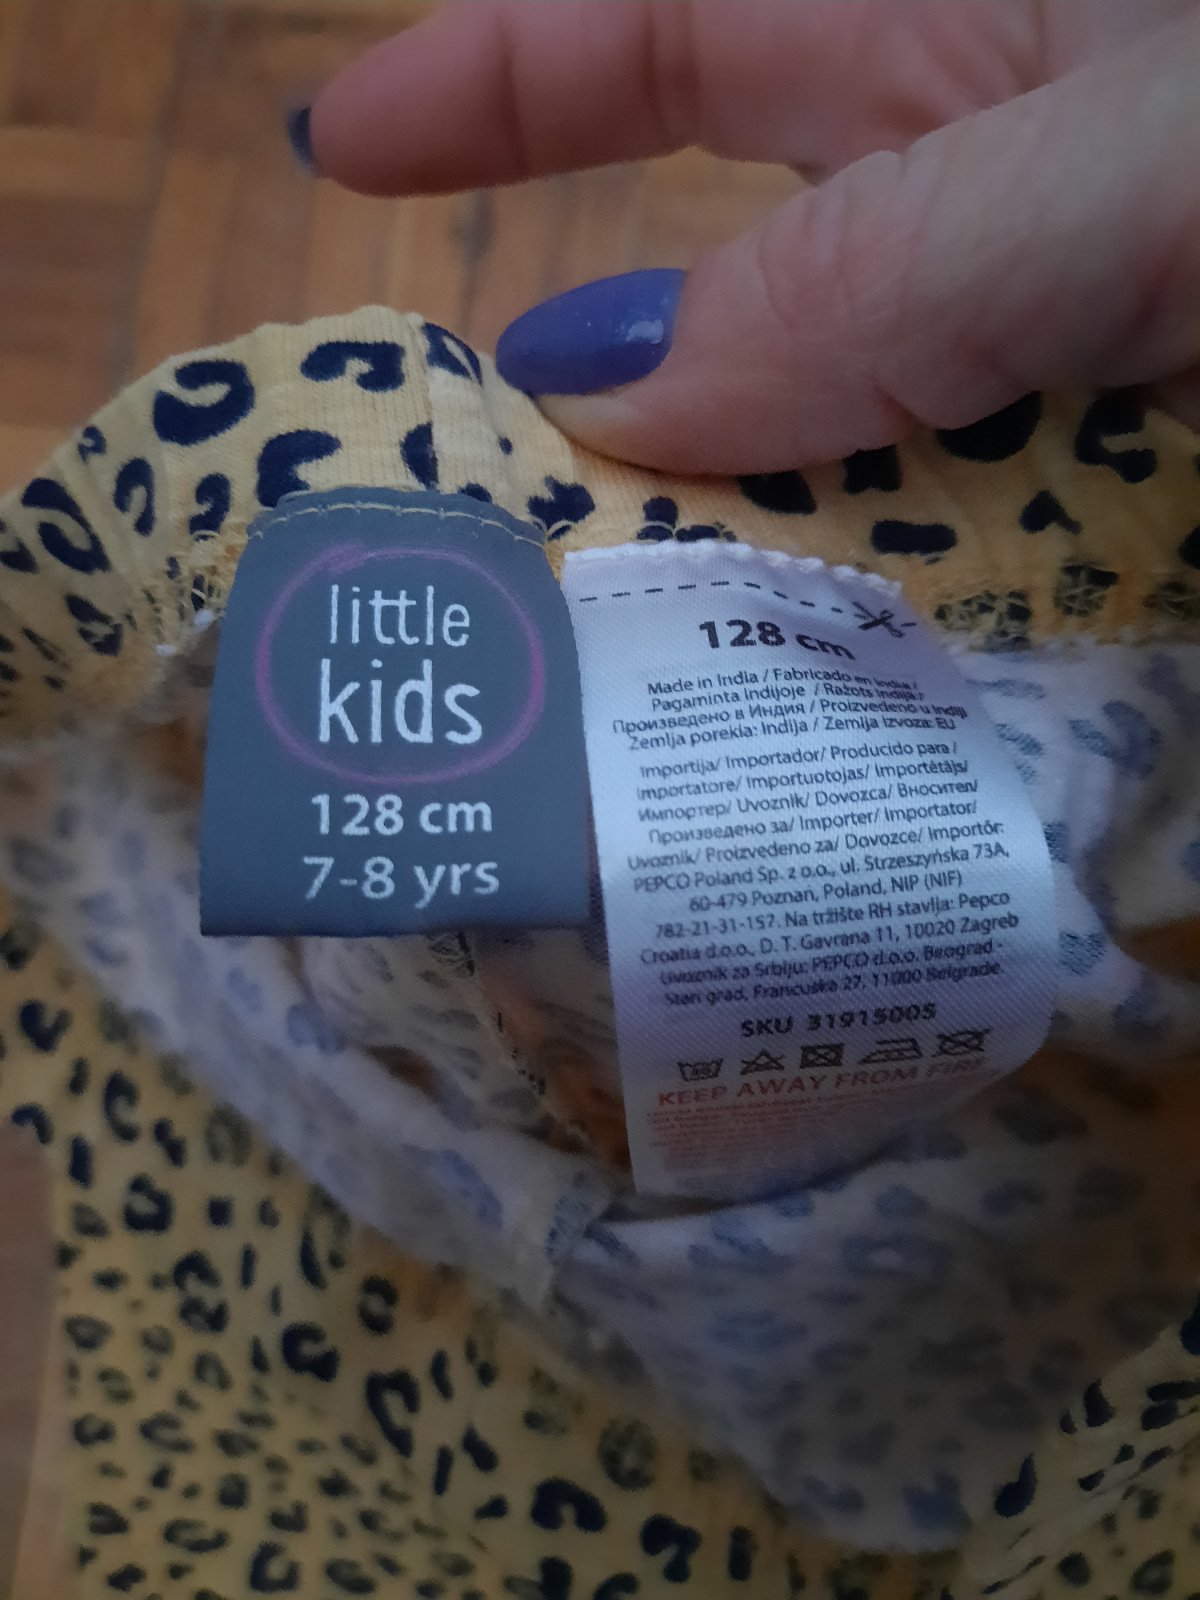 little
kids
128 cm
7-8 yrs
128 cm
Made in India / Fabricado en India /
Pagaminta Indijoje / Ražots Indijā /
Произведено в Индия / Proizvedeno u Indiji
Zemlja porekla: Indija / Zemlja izvoza: EU
Importija/ Importador/ Producido para /
Importatore/ Importuotojas/ Importētājs/
Импортер/ Uvoznik/ Dovozca/ Вносител/
Произведено за/ Importer/ Importator/
Uvoznik/ Proizvedeno za/ Dovozce/ Importőr:
PEPCO Poland Sp. z o.o., ul. Strzeszyńska 73A,
60-479 Poznań, Poland, NIP (NIF)
782-21-31-157. Na tržište RH stavlja: Pepco
Croatia d.o.o., D. T. Gavrana 11, 10020 Zagreb
Uvoznik za Srbiju: PEPCO d.o.o. Beograd -
Stari grad, Francuska 27, 11000 Belgrade.
SKU 31915005
KEEP AWAY FROM FIRE